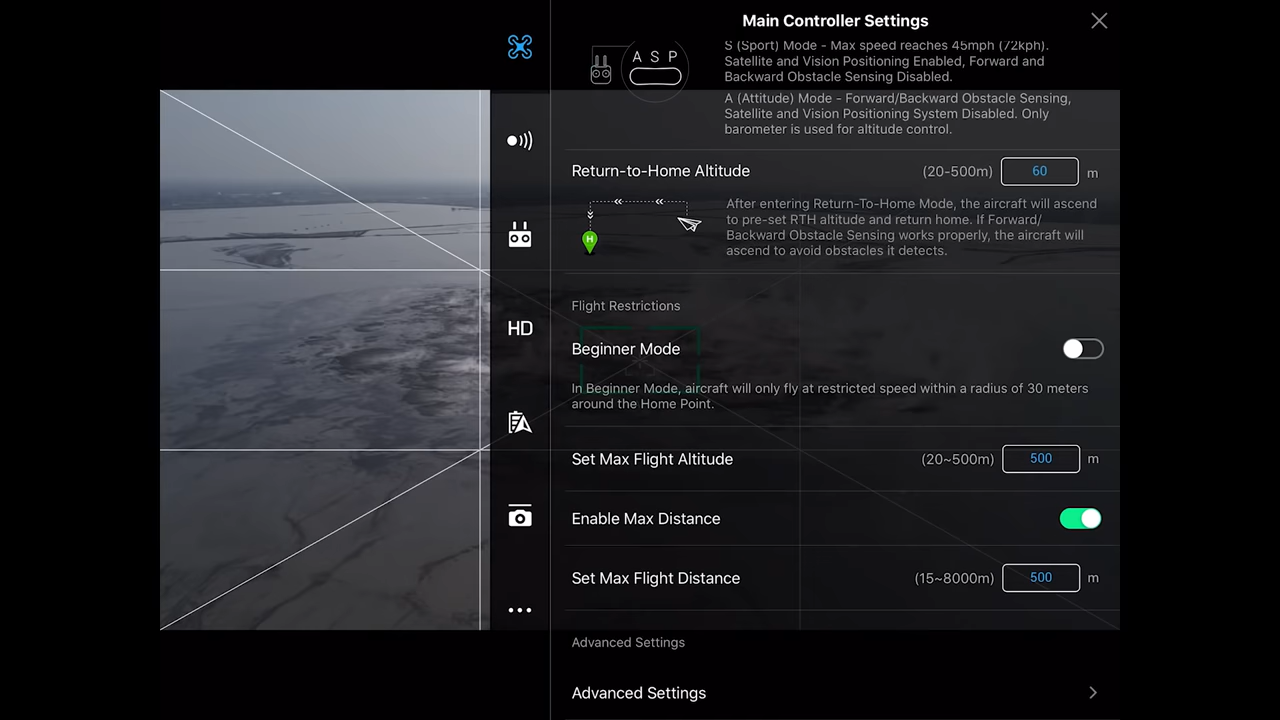 Main Controller Settings
A S P
S (Sport) Mode - Max speed reaches 45mph (72kph).
Satellite and Vision Positioning Enabled, Forward and
Backward Obstacle Sensing Disabled.
A (Attitude) Mode - Forward/Backward Obstacle Sensing,
Satellite and Vision Positioning System Disabled. Only
barometer is used for altitude control.
Return-to-Home Altitude (20-500m) 60 m
After entering Return-To-Home Mode, the aircraft will ascend
to pre-set RTH altitude and return home. If Forward/
Backward Obstacle Sensing works properly, the aircraft will
ascend to avoid obstacles it detects.
H
Flight Restrictions
HD
Beginner Mode
In Beginner Mode, aircraft will only fly at restricted speed within a radius of 30 meters
around the Home Point.
Set Max Flight Altitude (20~500m) 500 m
Enable Max Distance
Set Max Flight Distance (15~8000m) 500 m
Advanced Settings
Advanced Settings